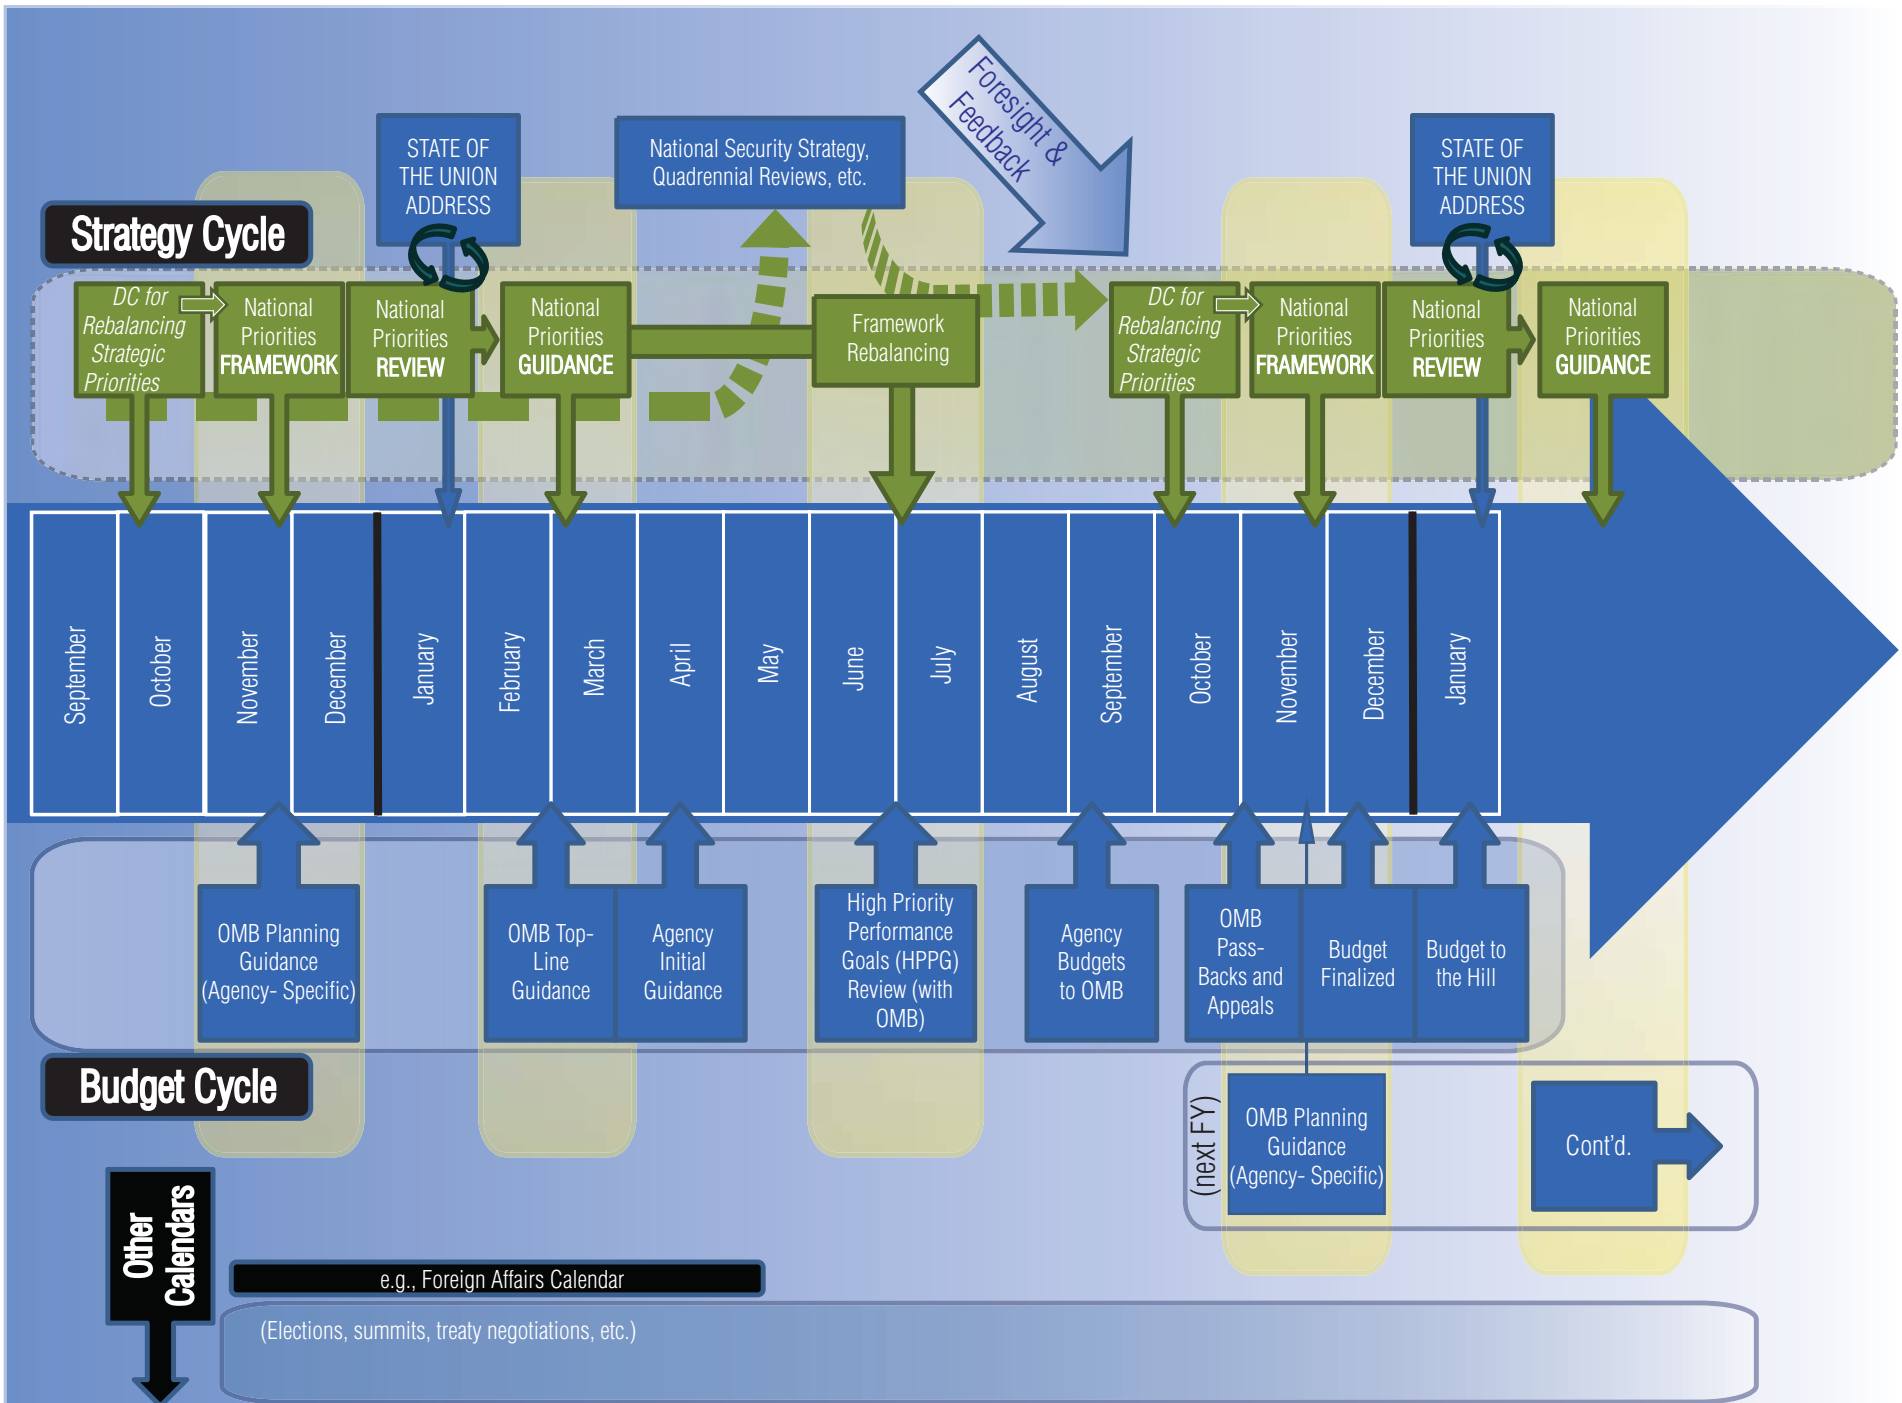 Foresight &
Feedback
STATE OF
THE UNION
ADDRESS
National Security Strategy,
Quadrennial Reviews, etc.
STATE OF
THE UNION
ADDRESS
Strategy Cycle
DC for
Rebalancing
Strategic
Priorities
National
Priorities
FRAMEWORK
National
Priorities
REVIEW
National
Priorities
GUIDANCE
Framework
Rebalancing
DC for
Rebalancing
Strategic
Priorities
National
Priorities
FRAMEWORK
National
Priorities
REVIEW
National
Priorities
GUIDANCE
September
October
November
December
January
February
March
April
May
June
July
August
September
October
November
December
January
OMB Planning
Guidance
(Agency- Specific)
OMB Top-
Line
Guidance
Agency
Initial
Guidance
High Priority
Performance
Goals (HPPG)
Review (with
OMB)
Agency
Budgets
to OMB
OMB
Pass-
Backs and
Appeals
Budget
Finalized
Budget to
the Hill
Budget Cycle
(next FY)
OMB Planning
Guidance
(Agency- Specific)
Cont'd.
Other
Calendars
e.g., Foreign Affairs Calendar
(Elections, summits, treaty negotiations, etc.)